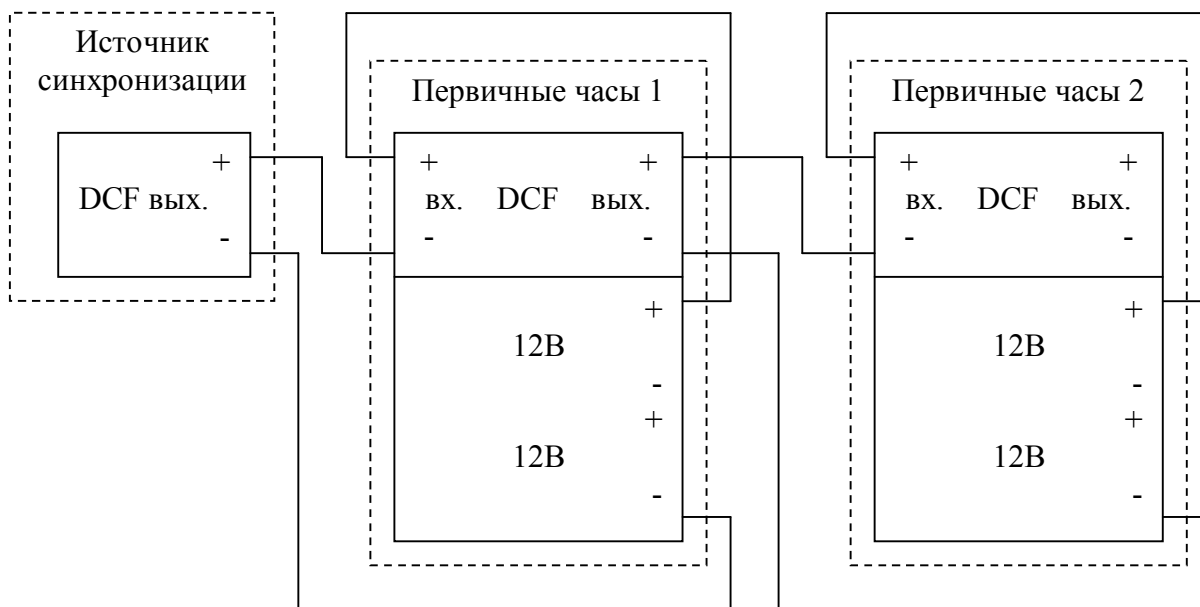 Источник
синхронизации
+
DCF вых.
-
Первичные часы 1
+ +
вх. DCF вых.
- -
+
12В
-
+
12В
-
Первичные часы 2
+ +
вх. DCF вых.
- -
+
12В
-
+
12В
-